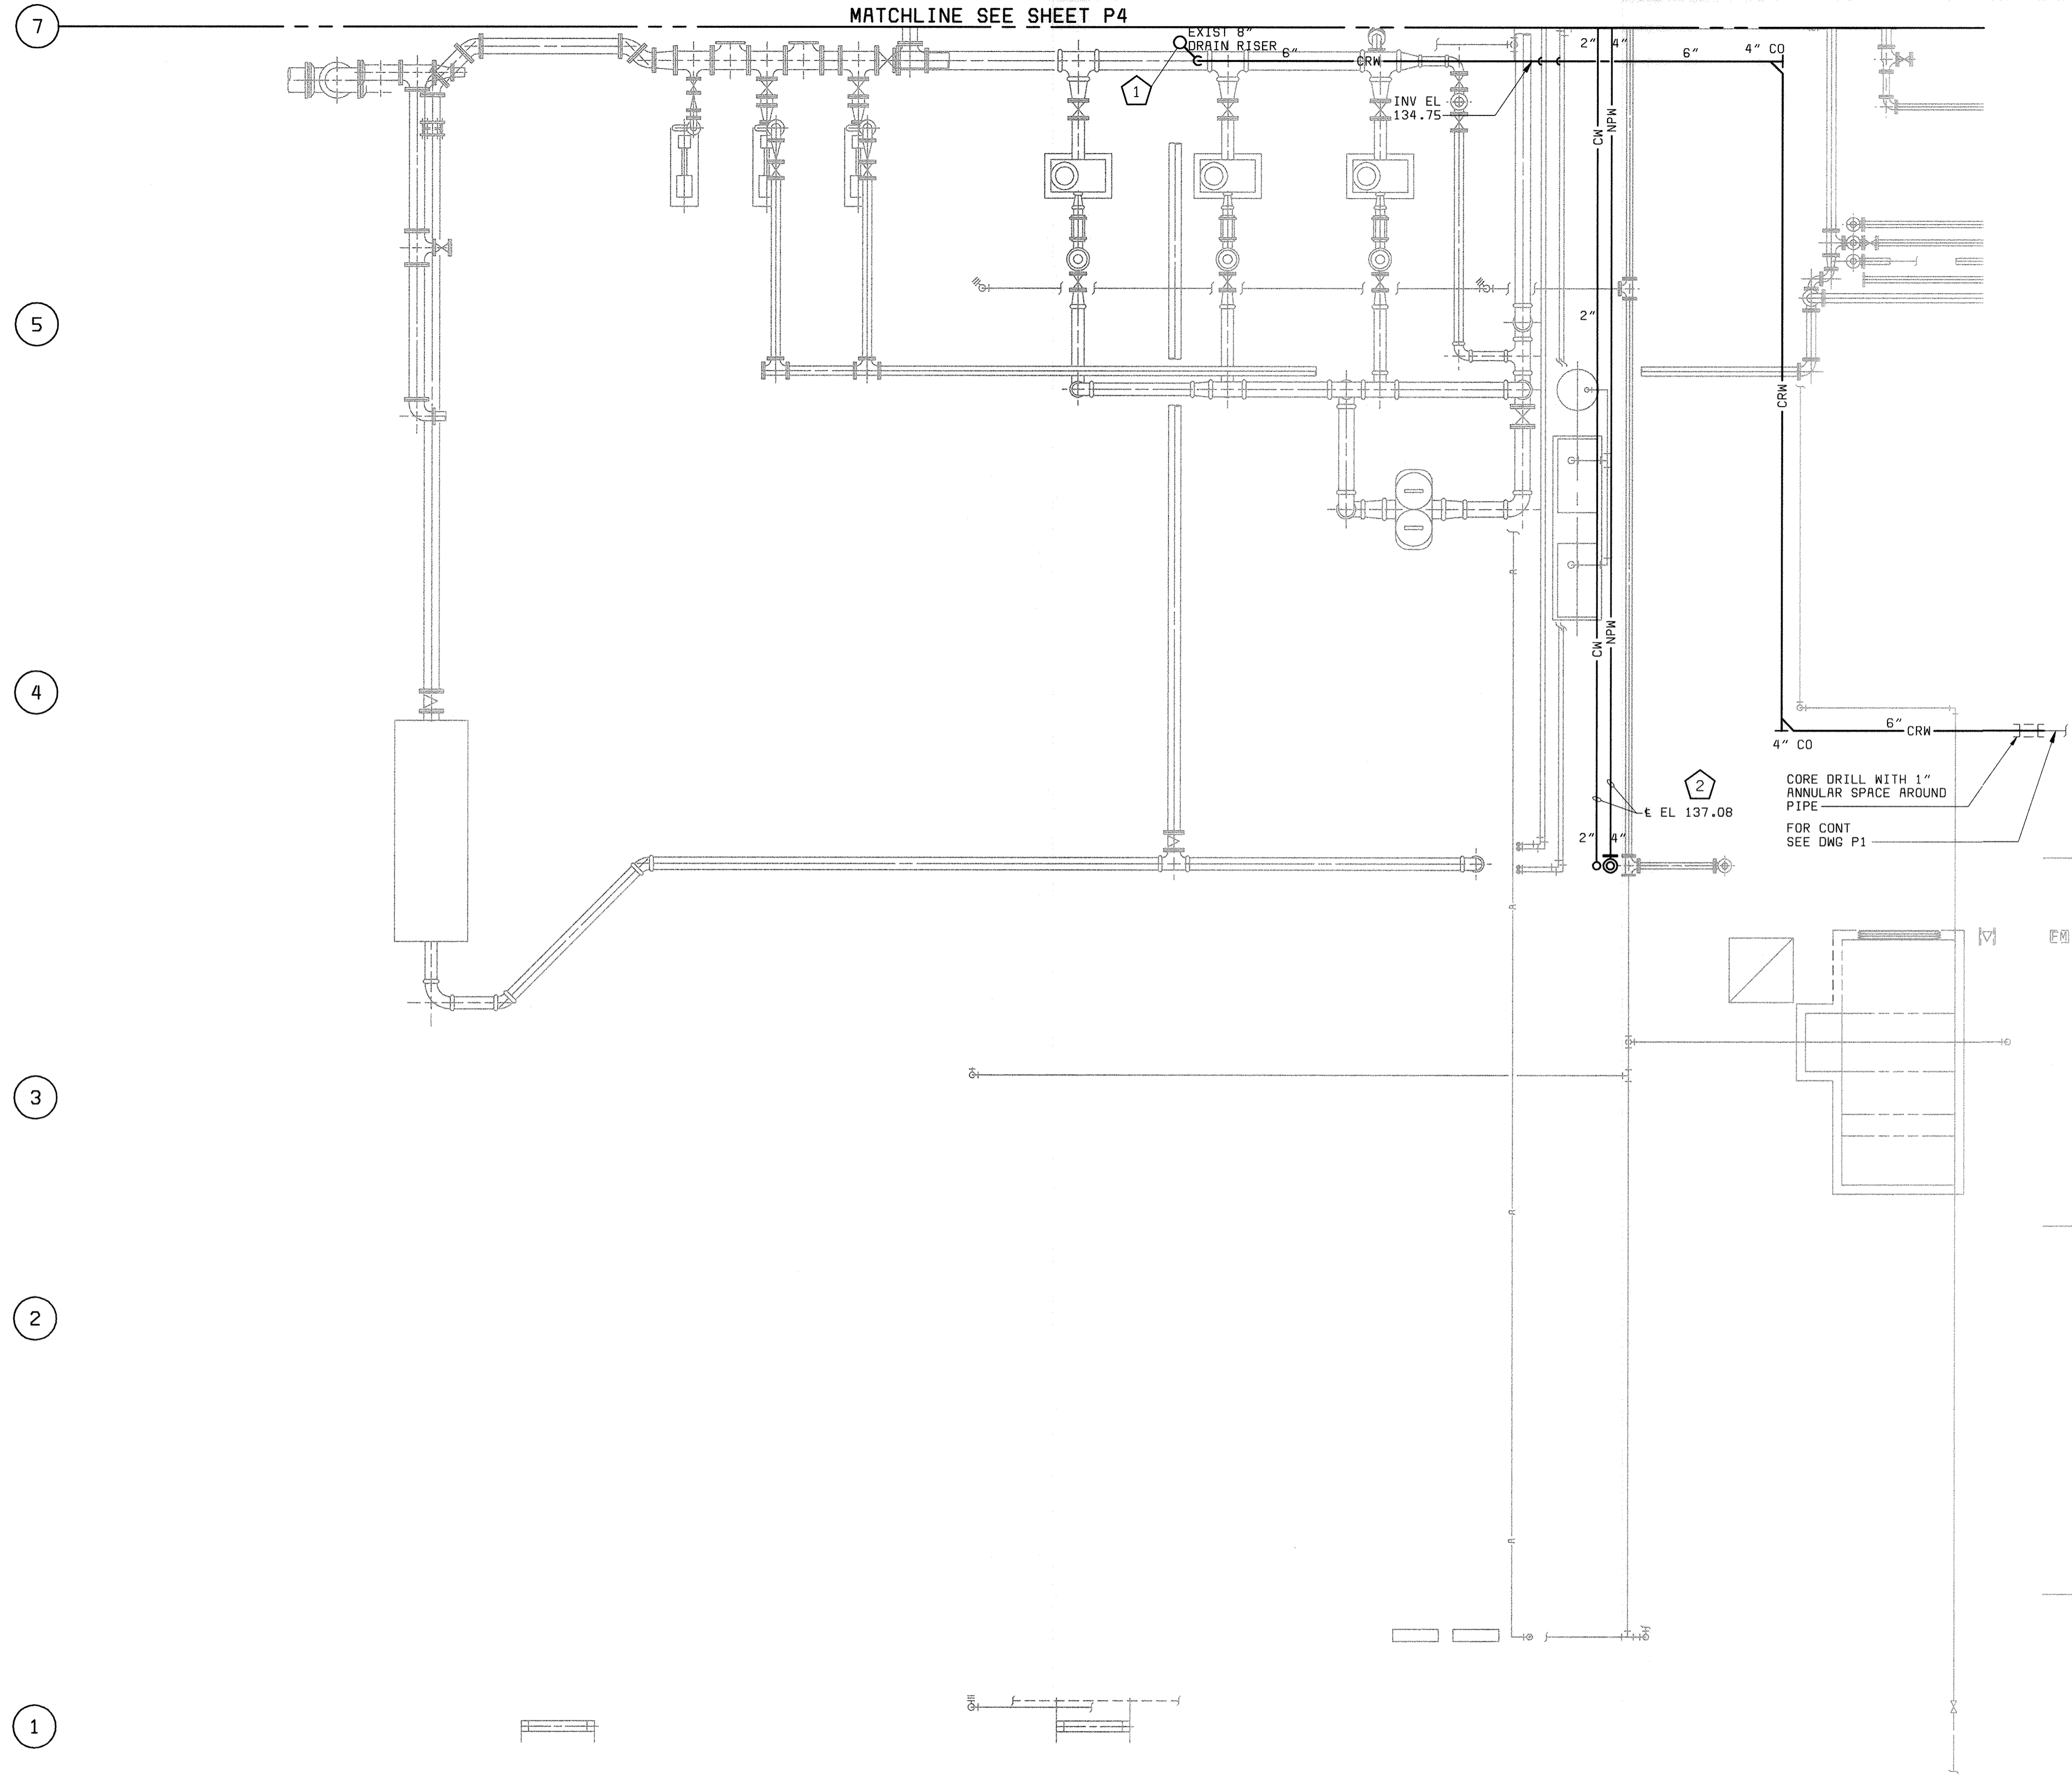 MATCHLINE SEE SHEET P4
7
EXIST 8"
DRAIN RISER
6"
CRW
2" 4"
6"
4" CO
1
INV EL
134.75
CW
NPW
5
2"
CRW
4
CW
NPW
6"
CRW
4" CO
2
CORE DRILL WITH 1"
ANNULAR SPACE AROUND
PIPE
℄ EL 137.08
FOR CONT
SEE DWG P1
2" 4"
A
A
FM
3
A
2
A
1